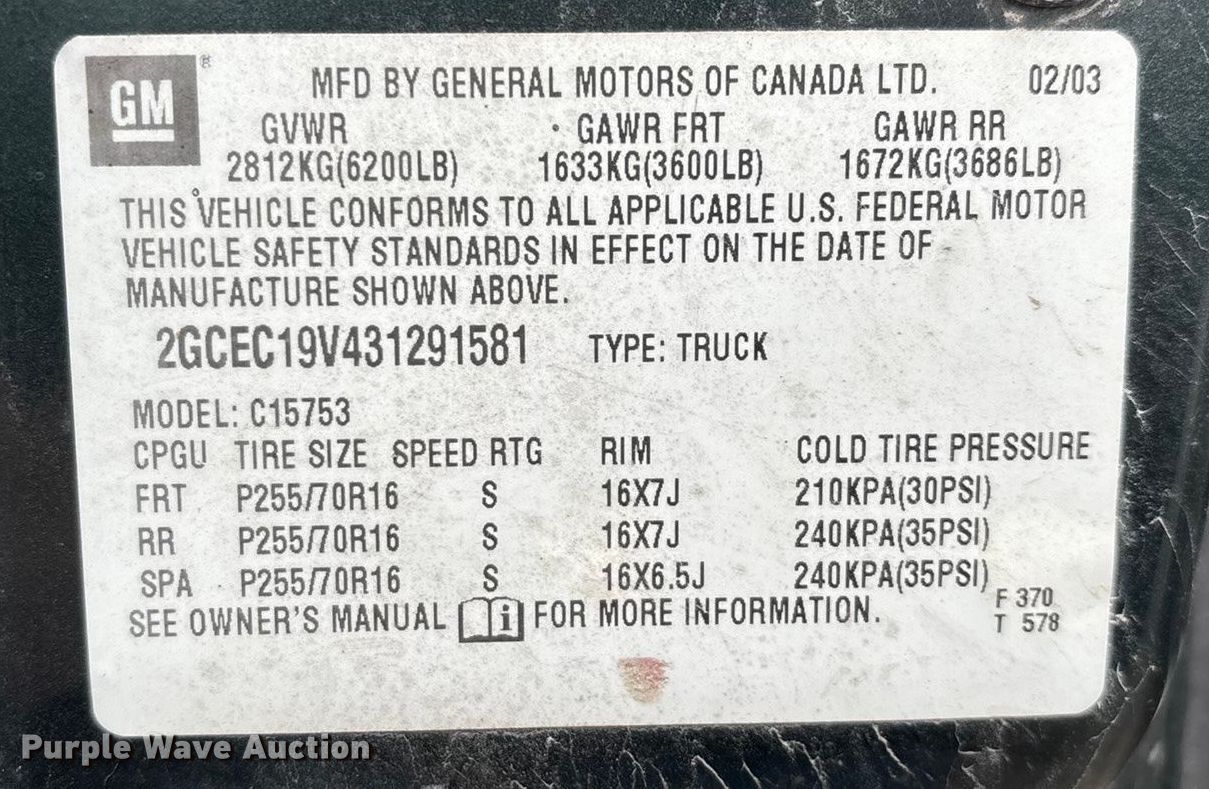 GM ®
MFD BY GENERAL MOTORS OF CANADA LTD. 02/03
GVWR GAWR FRT GAWR RR
2812KG(6200LB) 1633KG(3600LB) 1672KG(3686LB)
THIS VEHICLE CONFORMS TO ALL APPLICABLE U.S. FEDERAL MOTOR
VEHICLE SAFETY STANDARDS IN EFFECT ON THE DATE OF
MANUFACTURE SHOWN ABOVE.
2GCEC19V431291581 TYPE: TRUCK
MODEL: C15753
CPGU TIRE SIZE SPEED RTG RIM COLD TIRE PRESSURE
FRT P255/70R16 S 16X7J 210KPA(30PSI)
RR P255/70R16 S 16X7J 240KPA(35PSI)
SPA P255/70R16 S 16X6.5J 240KPA(35PSI)
SEE OWNER'S MANUAL i FOR MORE INFORMATION.
F 370
T 578
Purple Wave Auction